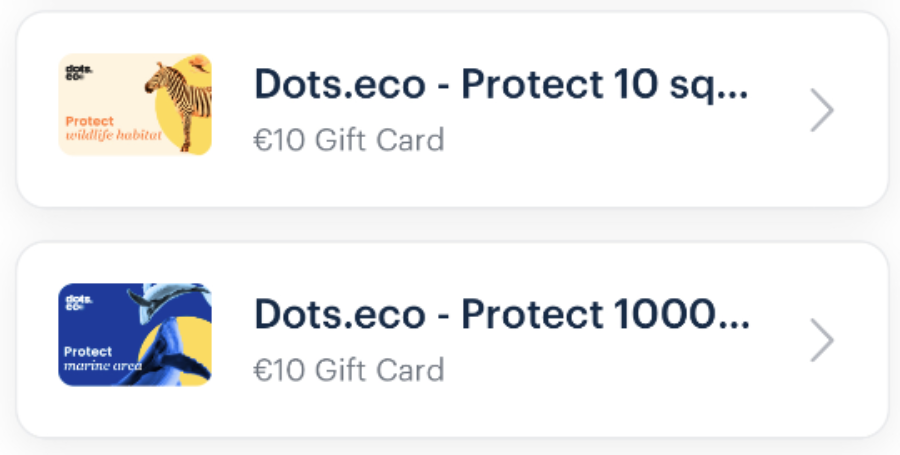 dots.
eco
Protect
wildlife habitat
Dots.eco - Protect 10 sq...
€10 Gift Card
dots.
eco
Protect
marine area
Dots.eco - Protect 1000...
€10 Gift Card